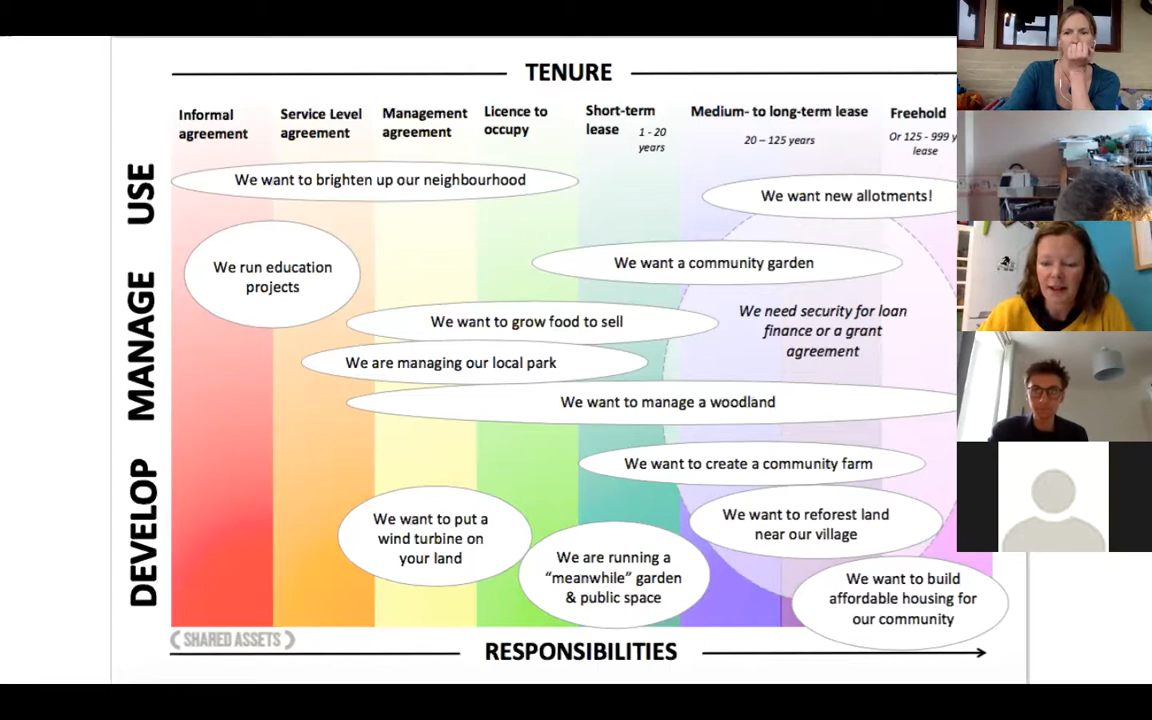 TENURE
Informal
agreement
Service Level
agreement
Management
agreement
Licence to
occupy
Short-term
lease
1 - 20
years
Medium- to long-term lease
20 – 125 years
Freehold
Or 125 - 999 y
lease
USE
MANAGE
DEVELOP
We want to brighten up our neighbourhood
We want new allotments!
We run education
projects
We want a community garden
We need security for loan
finance or a grant
agreement
We want to grow food to sell
We are managing our local park
We want to manage a woodland
We want to create a community farm
We want to put a
wind turbine on
your land
We want to reforest land
near our village
We are running a
“meanwhile” garden
& public space
We want to build
affordable housing for
our community
SHARED ASSETS
RESPONSIBILITIES